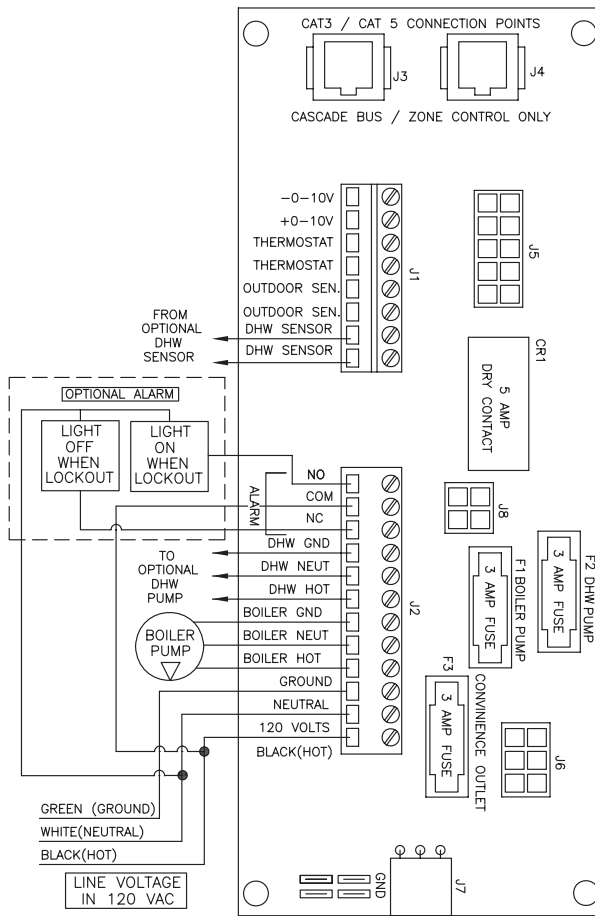 CAT3 / CAT 5 CONNECTION POINTS
J3
J4
CASCADE BUS / ZONE CONTROL ONLY
-0-10V
+0-10V
THERMOSTAT
THERMOSTAT
OUTDOOR SEN.
OUTDOOR SEN.
DHW SENSOR
DHW SENSOR
J1
J5
FROM
OPTIONAL
DHW
SENSOR
CR1
5 AMP
DRY CONTACT
OPTIONAL ALARM
LIGHT
OFF
WHEN
LOCKOUT
LIGHT
ON
WHEN
LOCKOUT
ALARM
NO
COM
NC
DHW GND
DHW NEUT
DHW HOT
BOILER GND
BOILER NEUT
BOILER HOT
GROUND
NEUTRAL
120 VOLTS
BLACK(HOT)
J2
J8
TO
OPTIONAL
DHW
PUMP
BOILER
PUMP
F1 BOILER PUMP
3 AMP FUSE
F2 DHW PUMP
3 AMP FUSE
F3
CONVINIENCE OUTLET
3 AMP FUSE
J6
GREEN (GROUND)
WHITE(NEUTRAL)
BLACK(HOT)
LINE VOLTAGE
IN 120 VAC
GND
J7